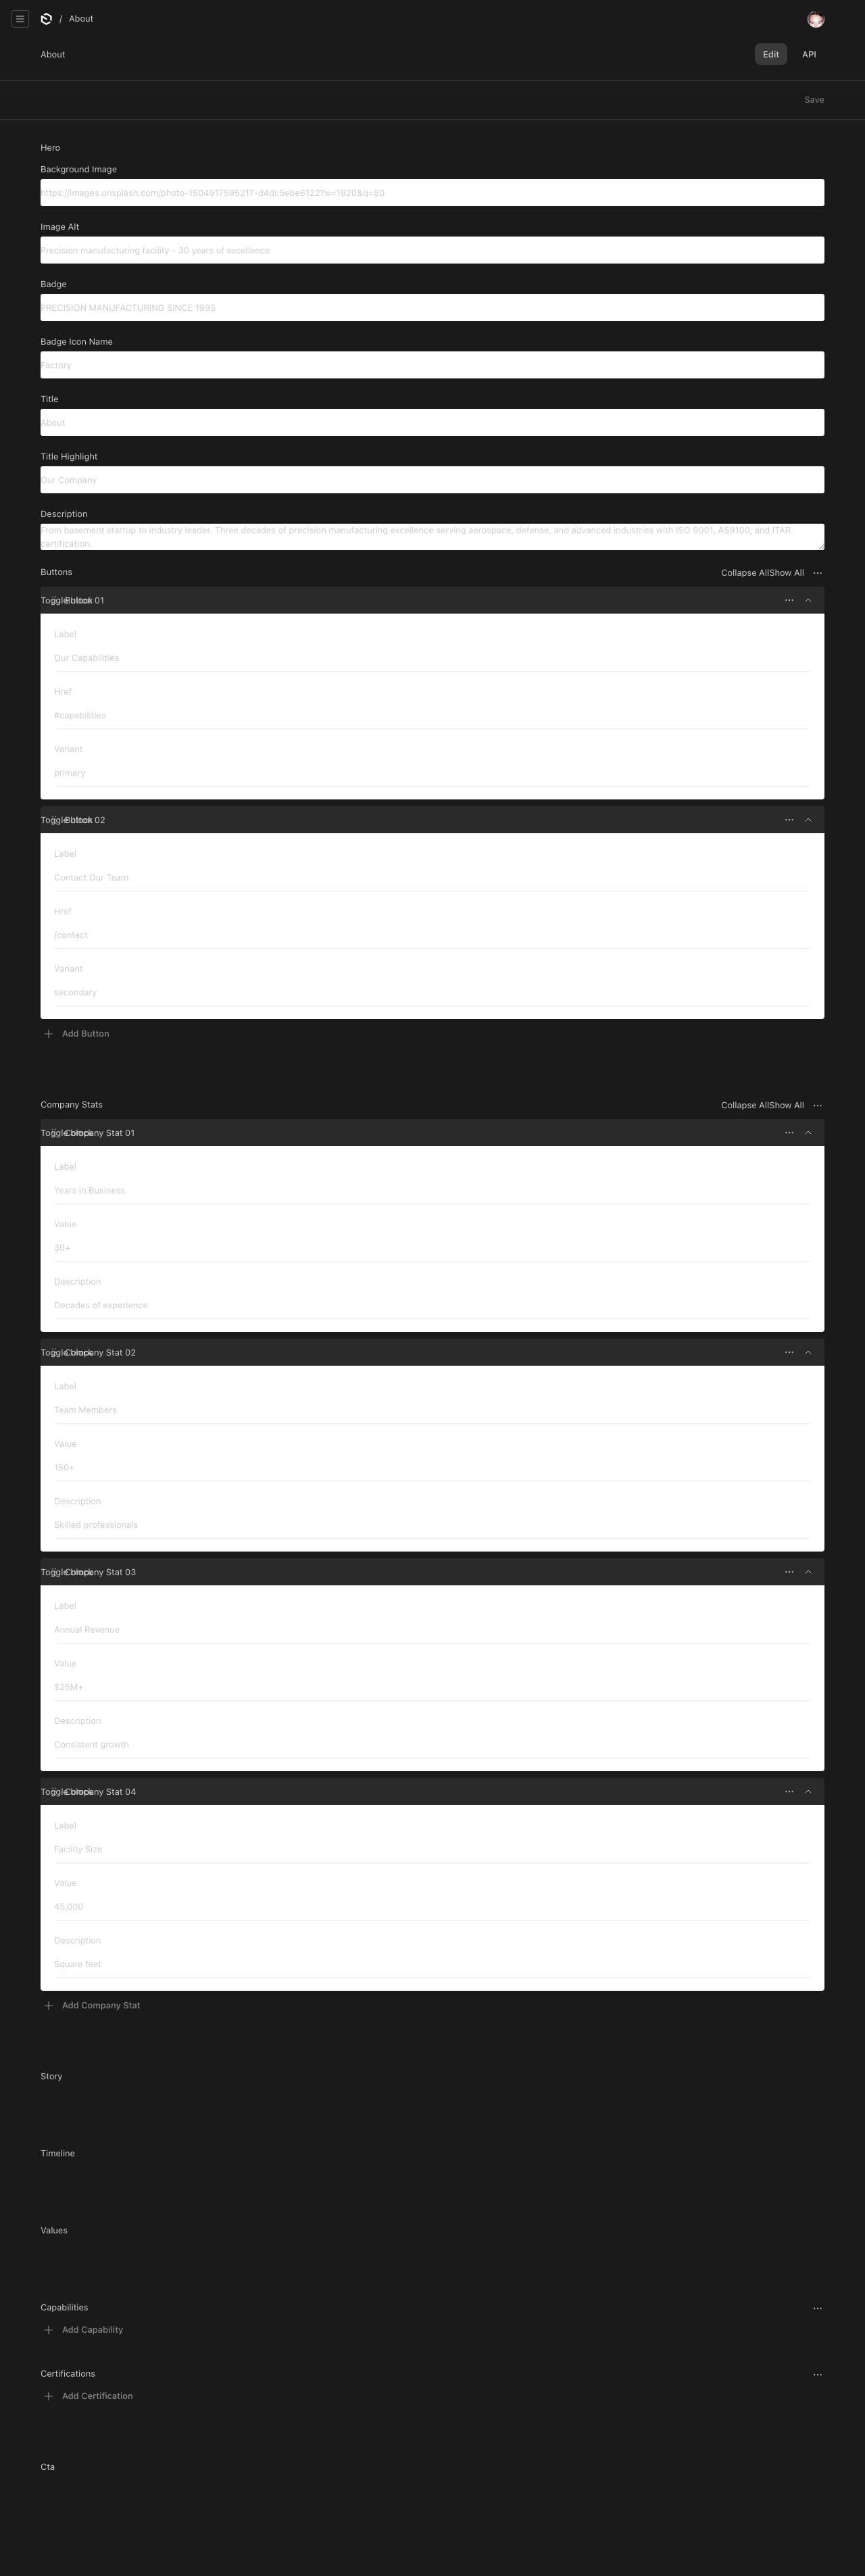 / About
About
Edit
API
Save
Hero
Background Image
https://images.unsplash.com/photo-1504917595217-d4dc5ebe6122?w=1920&q=80
Image Alt
Precision manufacturing facility - 30 years of excellence
Badge
PRECISION MANUFACTURING SINCE 1995
Badge Icon Name
Factory
Title
About
Title Highlight
Our Company
Description
From basement startup to industry leader. Three decades of precision manufacturing excellence serving aerospace, defense, and advanced industries with ISO 9001, AS9100, and ITAR
certification.
Buttons
Collapse AllShow All
Toggle block
Button 01
Label
Our Capabilities
Href
#capabilities
Variant
primary
Toggle block
Button 02
Label
Contact Our Team
Href
/contact
Variant
secondary
Add Button
Company Stats
Collapse AllShow All
Toggle block
Company Stat 01
Label
Years in Business
Value
30+
Description
Decades of experience
Toggle block
Company Stat 02
Label
Team Members
Value
150+
Description
Skilled professionals
Toggle block
Company Stat 03
Label
Annual Revenue
Value
$25M+
Description
Consistent growth
Toggle block
Company Stat 04
Label
Facility Size
Value
45,000
Description
Square feet
Add Company Stat
Story
Timeline
Values
Capabilities
Add Capability
Certifications
Add Certification
Cta